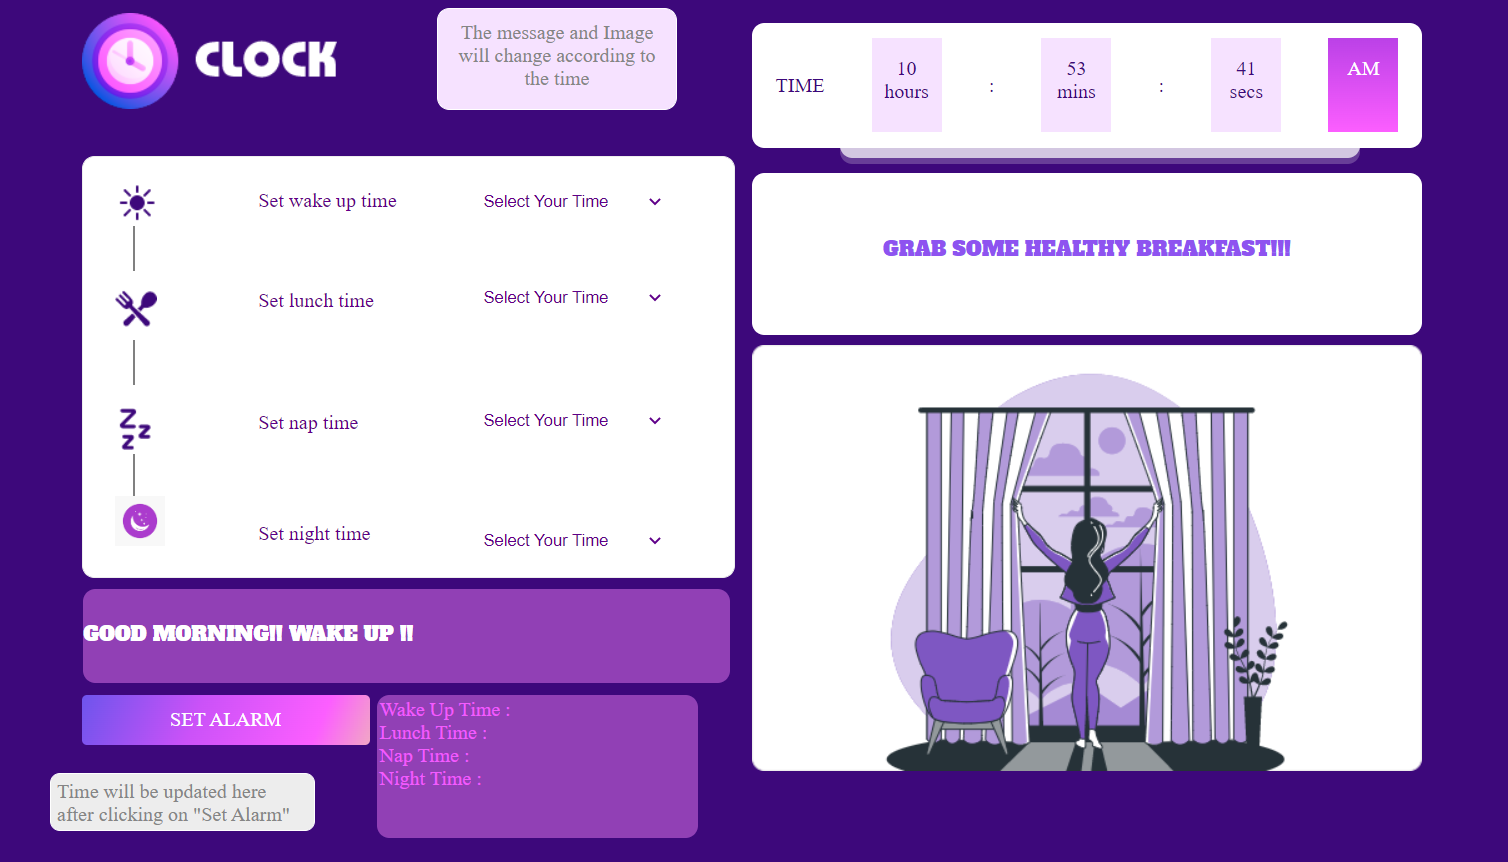 CLOCK
The message and Image
will change according to
the time
TIME
10
hours
:
53
mins
:
41
secs
AM
Set wake up time
Select Your Time
Set lunch time
Select Your Time
Set nap time
Select Your Time
Set night time
Select Your Time
GRAB SOME HEALTHY BREAKFAST!!!
GOOD MORNING!! WAKE UP !!
SET ALARM
Wake Up Time :
Lunch Time :
Nap Time :
Night Time :
Time will be updated here
after clicking on "Set Alarm"